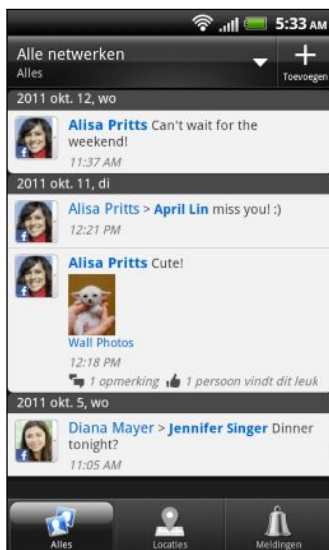 5:33 AM
Alle netwerken
Alles
Toevoegen
2011 okt. 12, wo
Alisa Pritts Can't wait for the
weekend!
11:37 AM
2011 okt. 11, di
Alisa Pritts > April Lin miss you! :)
12:21 PM
Alisa Pritts Cute!
Wall Photos
12:18 PM
1 opmerking 1 persoon vindt dit leuk
2011 okt. 5, wo
Diana Mayer > Jennifer Singer Dinner
tonight?
11:05 AM
Alles Locaties Meldingen